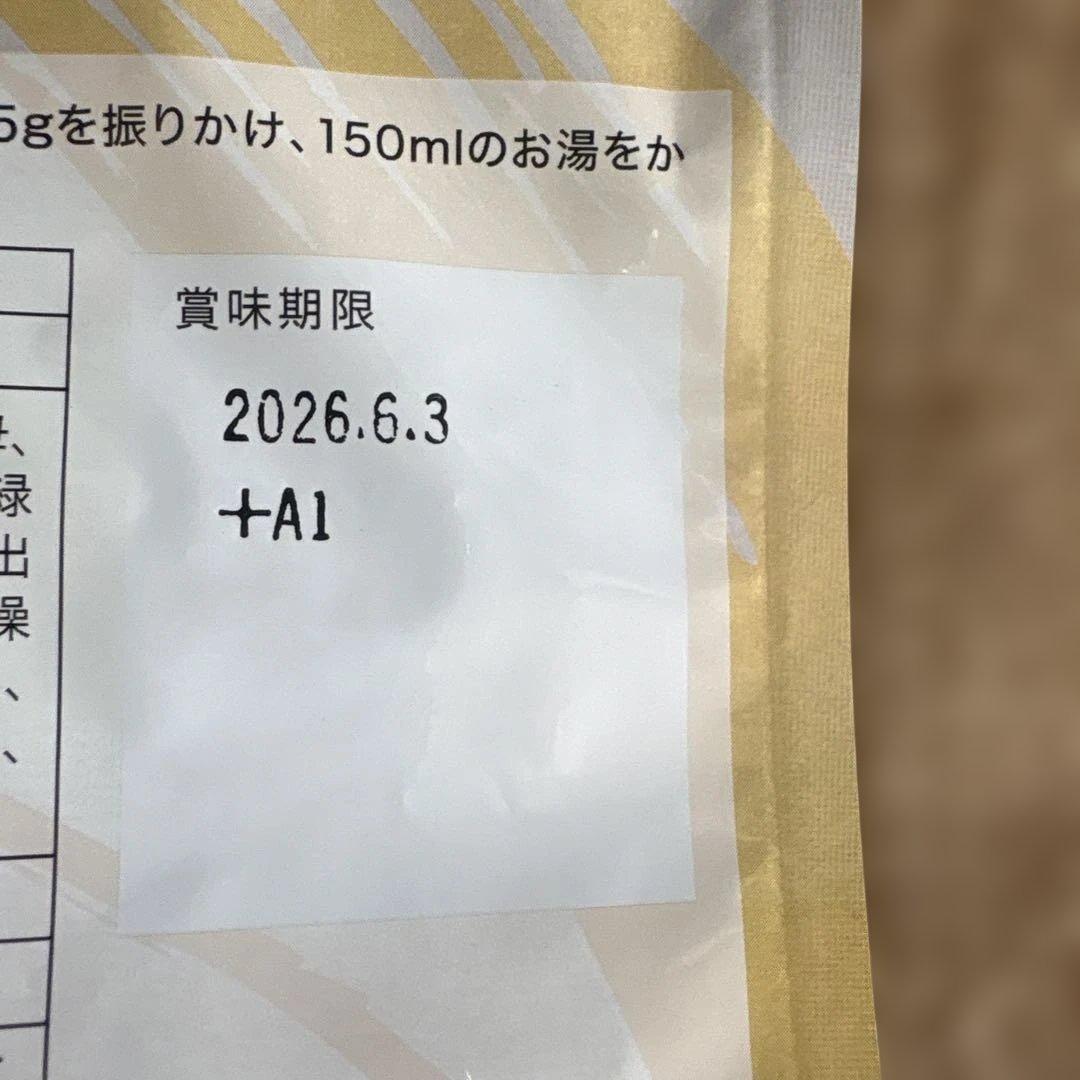 5gを振りかけ、150mlのお湯をか
賞味期限
2026.6.3
+A1
、
緑
出
燥
、
、